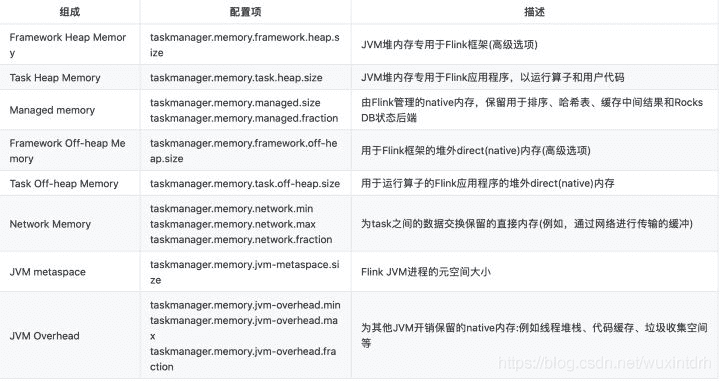 组成 配置项 描述
Framework Heap Memor taskmanager.memory.framework.heap.s JVM堆内存专用于Flink框架(高级选项)
y ize
Task Heap Memory taskmanager.memory.task.heap.size JVM堆内存专用于Flink应用程序，以运行算子和用户代码
Managed memory taskmanager.memory.managed.size 由Flink管理的native内存，保留用于排序、哈希表、缓存中间结果和Rocks
taskmanager.memory.managed.fraction DB状态后端
Framework Off-heap Me taskmanager.memory.framework.off-he 用于Flink框架的堆外direct(native)内存(高级选项)
mory ap.size
Task Off-heap Memory taskmanager.memory.task.off-heap.size 用于运行算子的Flink应用程序的堆外direct(native)内存
taskmanager.memory.network.min
Network Memory taskmanager.memory.network.max 为task之间的数据交换保留的直接内存(例如，通过网络进行传输的缓冲)
taskmanager.memory.network.fraction
JVM metaspace taskmanager.memory.jvm-metaspace.si Flink JVM进程的元空间大小
ze
taskmanager.memory.jvm-overhead.min
taskmanager.memory.jvm-overhead.ma 为其他JVM开销保留的native内存:例如线程堆栈、代码缓存、垃圾收集空间
JVM Overhead x 等
taskmanager.memory.jvm-overhead.fra
ction
https://blog.csdn.net/wuxintdrh